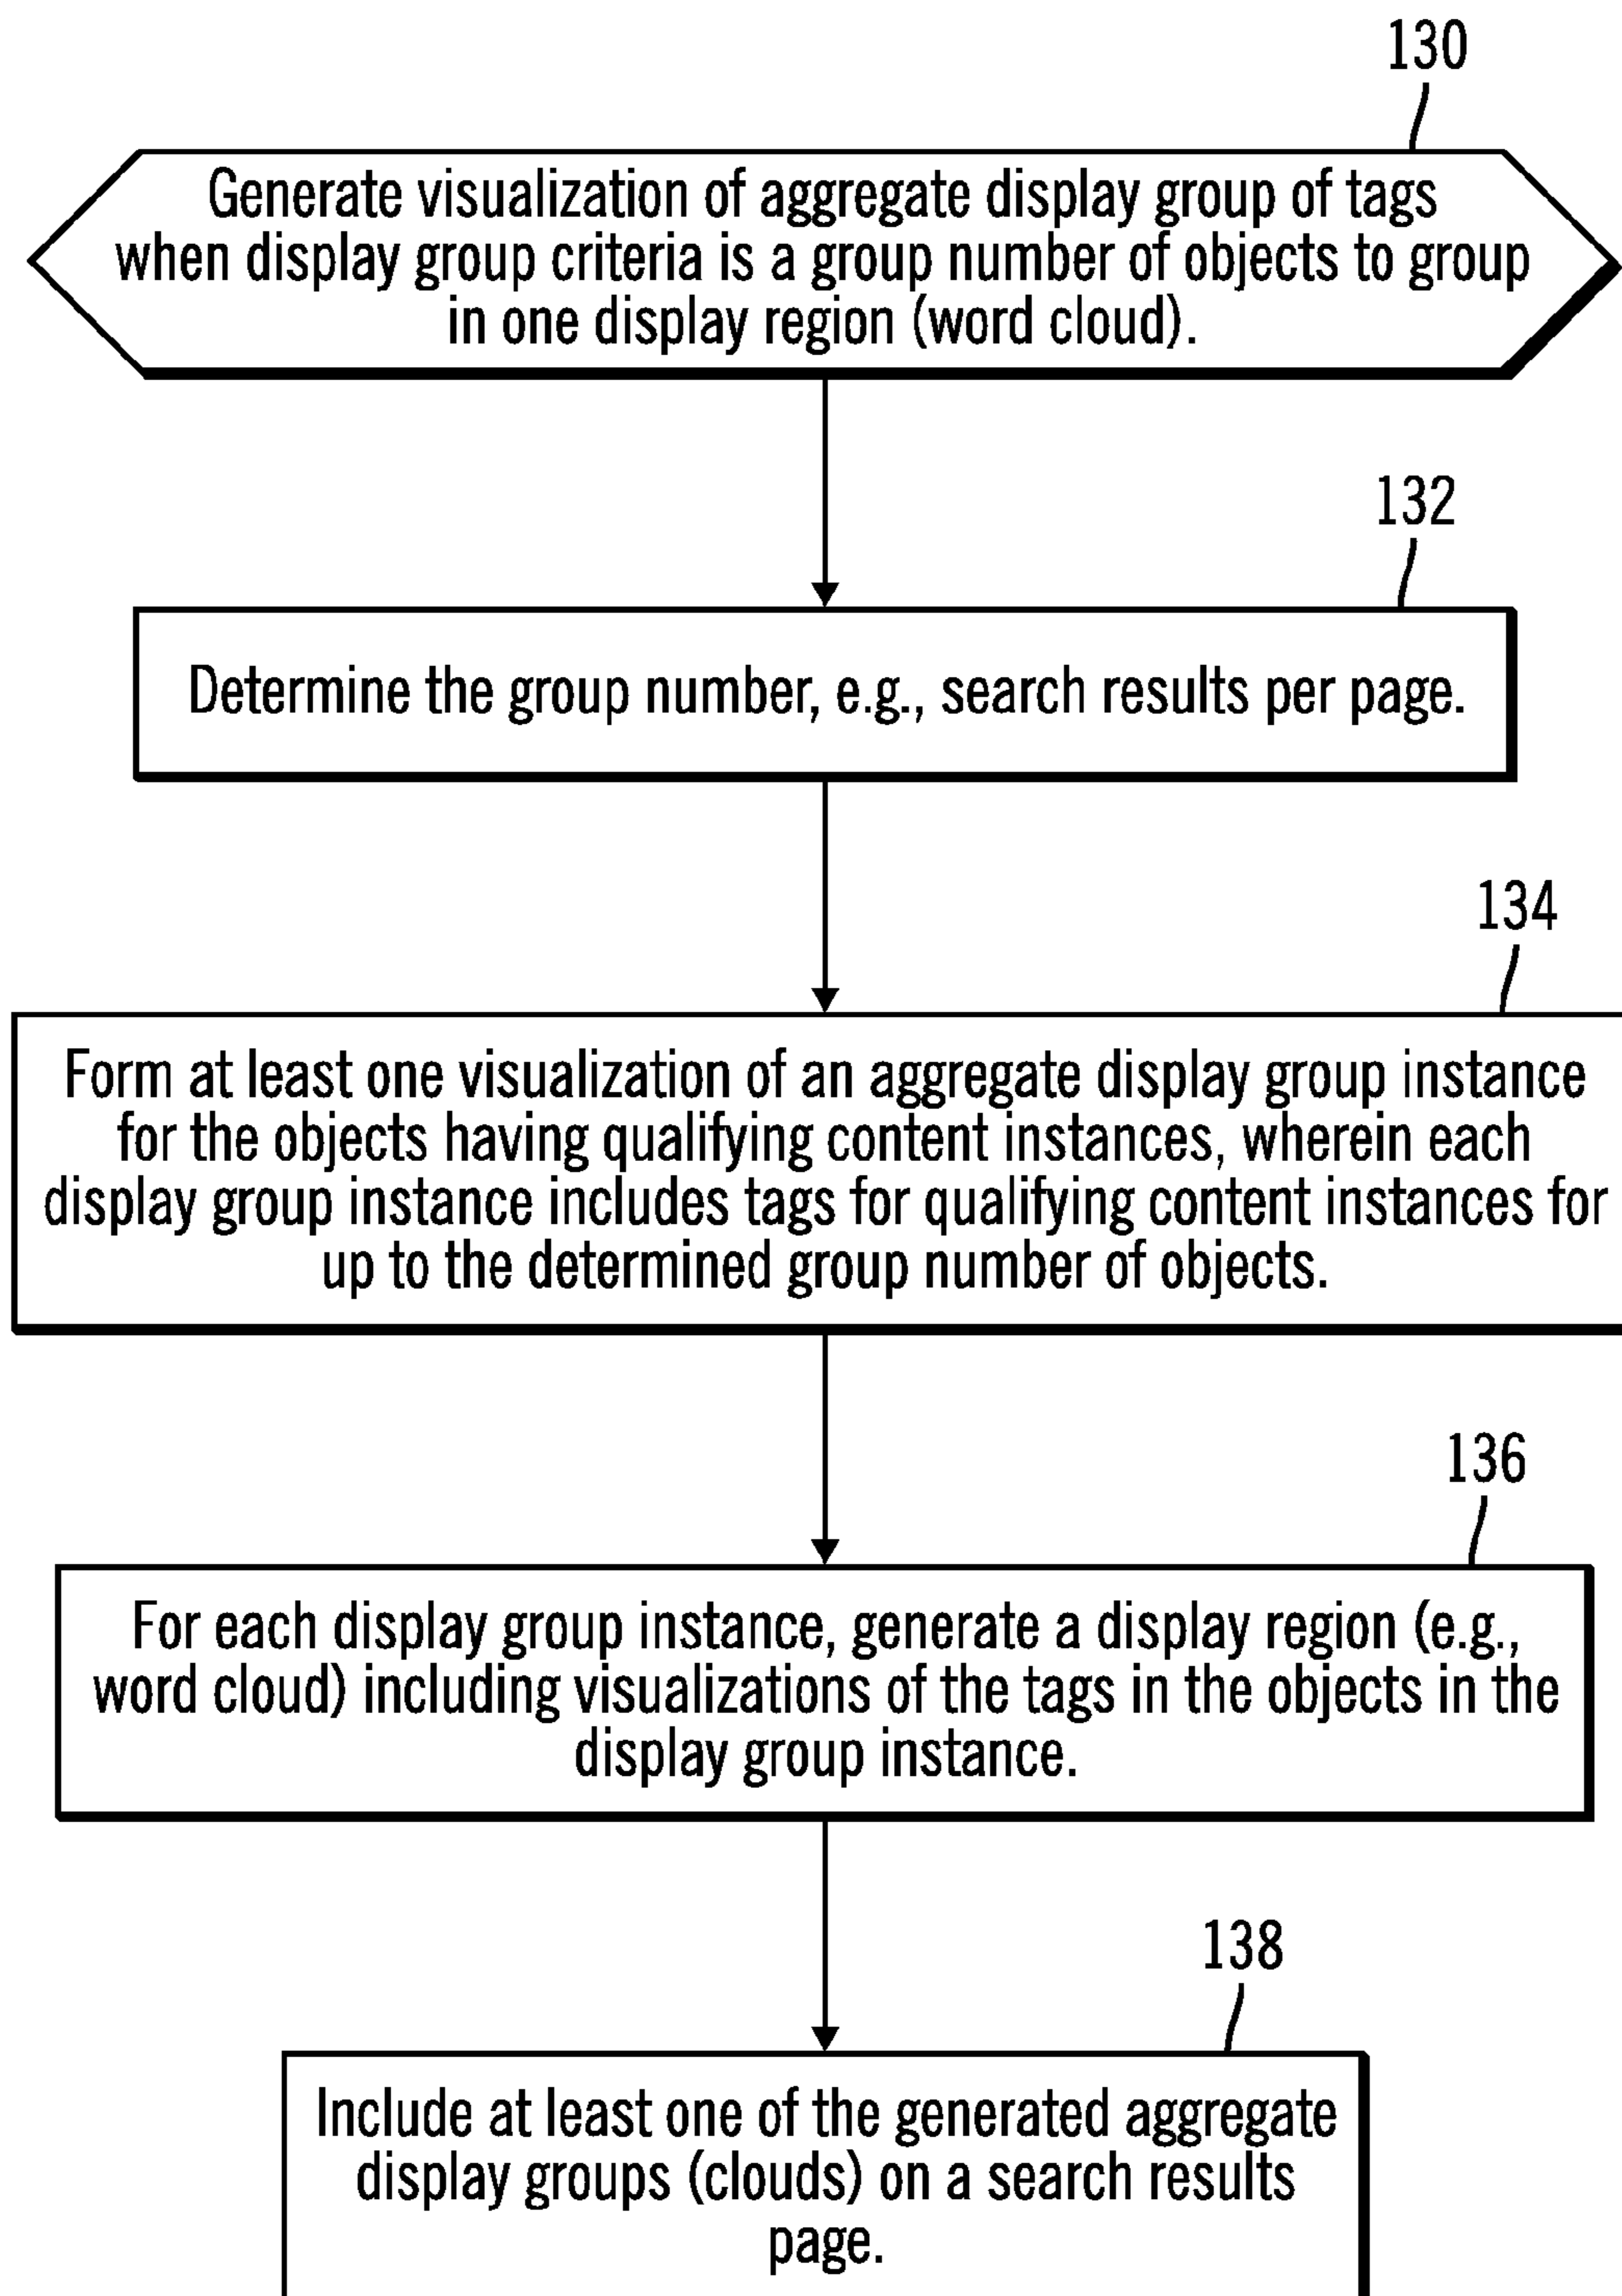 130
Generate visualization of aggregate display group of tags
when display group criteria is a group number of objects to group
in one display region (word cloud).
132
Determine the group number, e.g., search results per page.
134
Form at least one visualization of an aggregate display group instance
for the objects having qualifying content instances, wherein each
display group instance includes tags for qualifying content instances for
up to the determined group number of objects.
136
For each display group instance, generate a display region (e.g.,
word cloud) including visualizations of the tags in the objects in the
display group instance.
138
Include at least one of the generated aggregate
display groups (clouds) on a search results
page.